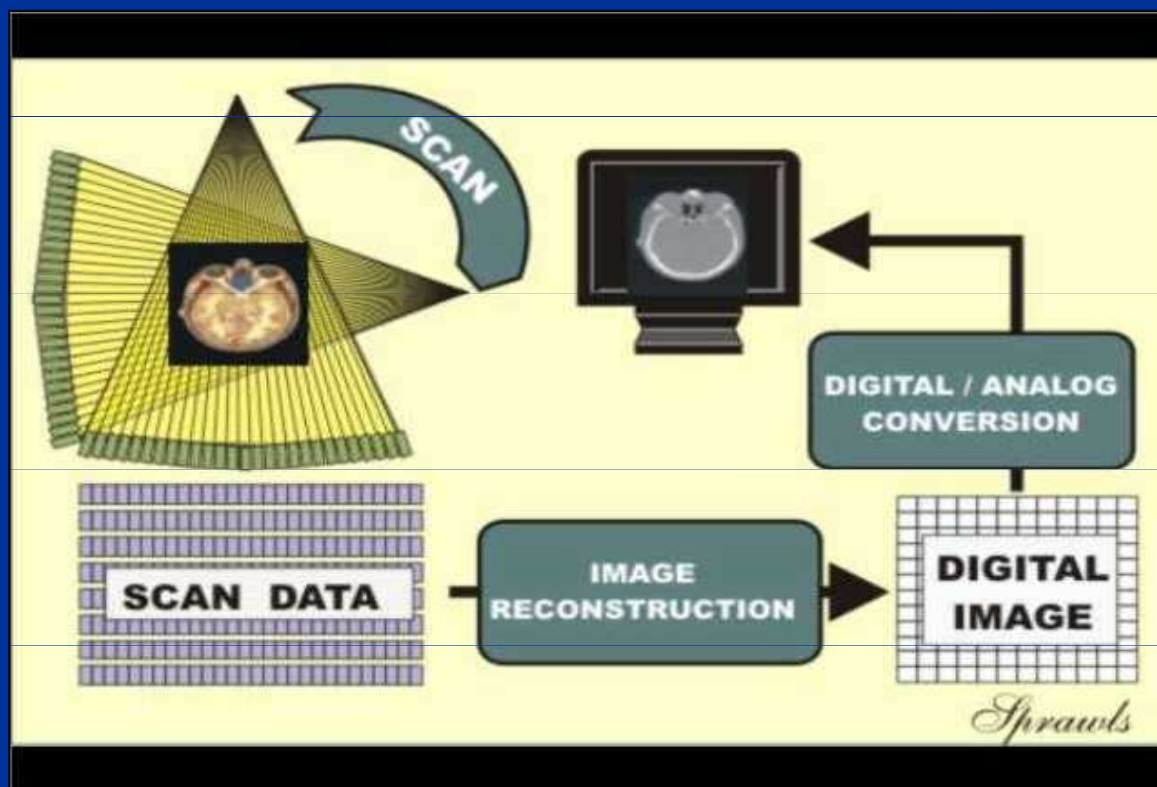 SCAN
DIGITAL / ANALOG
CONVERSION
SCAN DATA
IMAGE
RECONSTRUCTION
DIGITAL
IMAGE
Sprawls